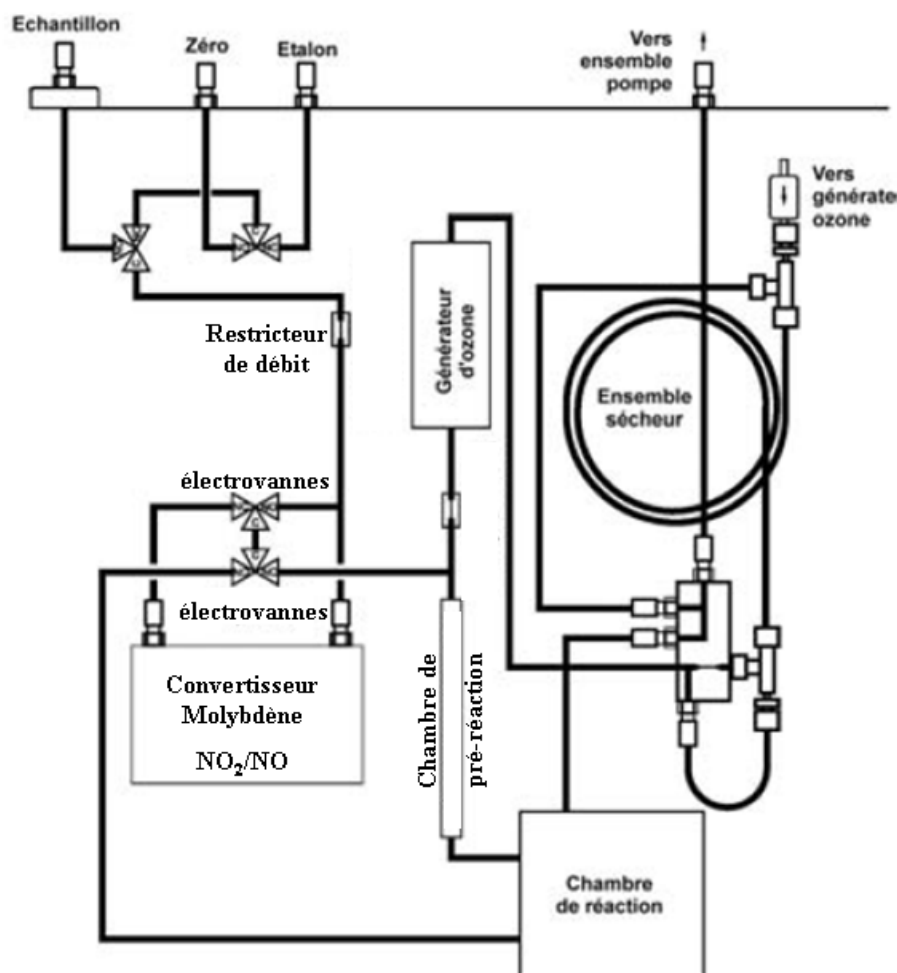 Echantillon
Zéro
Etalon
Vers
ensemble
pompe
Vers
générate
ozone
Restricteur
de débit
Générateur
d'ozone
Ensemble
sécheur
électrovannes
électrovannes
Convertisseur
Molybdène
NO₂/NO
Chambre de
pré-réaction
Chambre
de réaction